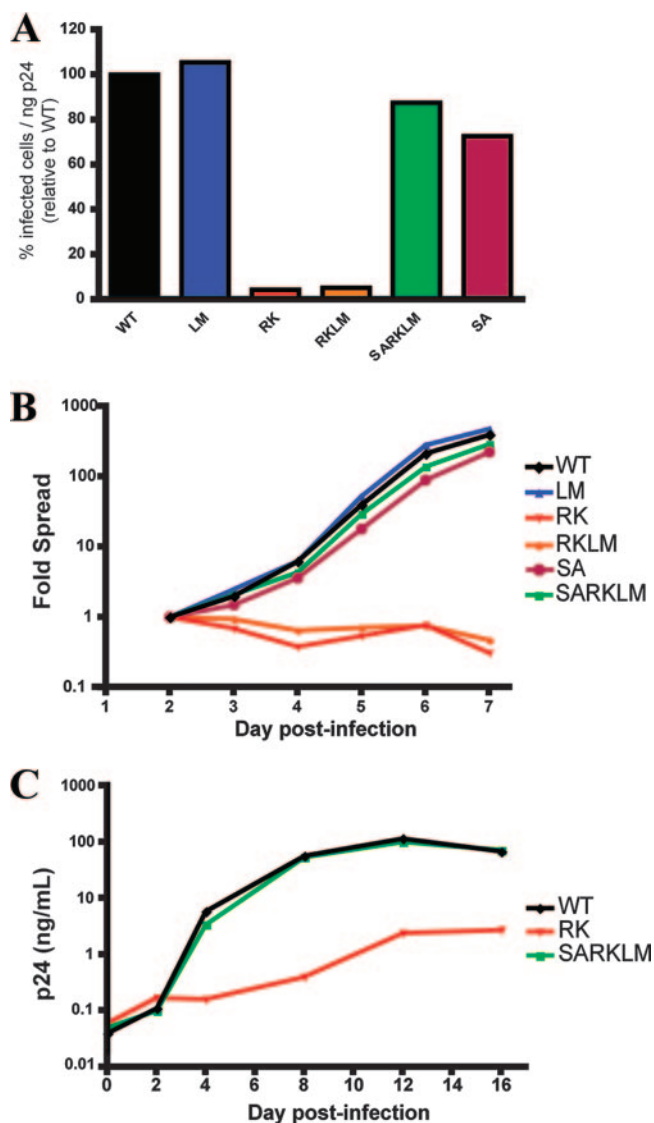 A
% infected cells / ng p24
(relative to WT)
120
100
80
60
40
20
0
WT
LM
RK
RKLM
SARKLM
SA
B
Fold Spread
1000
100
10
1
0.1
1 2 3 4 5 6 7
Day post-infection
WT
LM
RK
RKLM
SA
SARKLM
C
p24 (ng/mL)
1000
100
10
1
0.1
0.01
0 2 4 6 8 10 12 14 16
Day post-infection
WT
RK
SARKLM